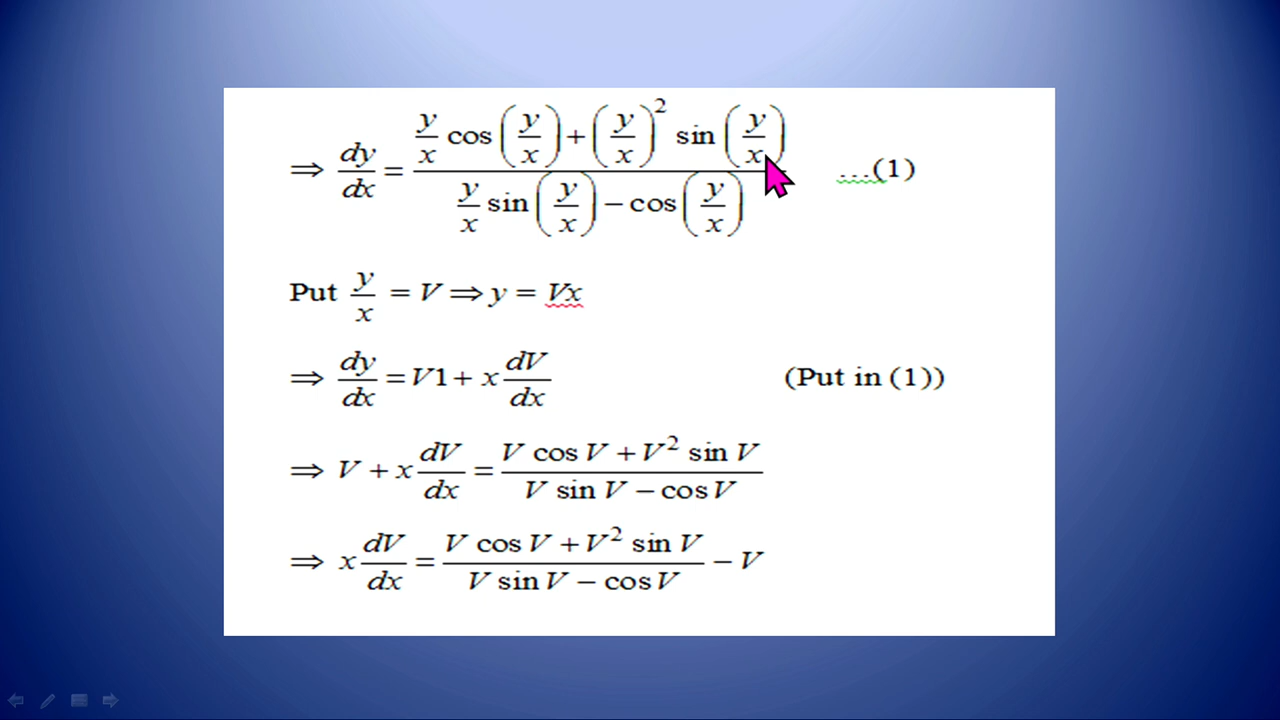 ⇒ dy/dx = (y/x cos(y/x) + (y/x)² sin(y/x)) / (y/x sin(y/x) − cos(y/x)) …(1)
Put y/x = V ⇒ y = Vx
⇒ dy/dx = V1 + x dV/dx (Put in (1))
⇒ V + x dV/dx = (V cos V + V² sin V) / (V sin V − cos V)
⇒ x dV/dx = (V cos V + V² sin V) / (V sin V − cos V) − V